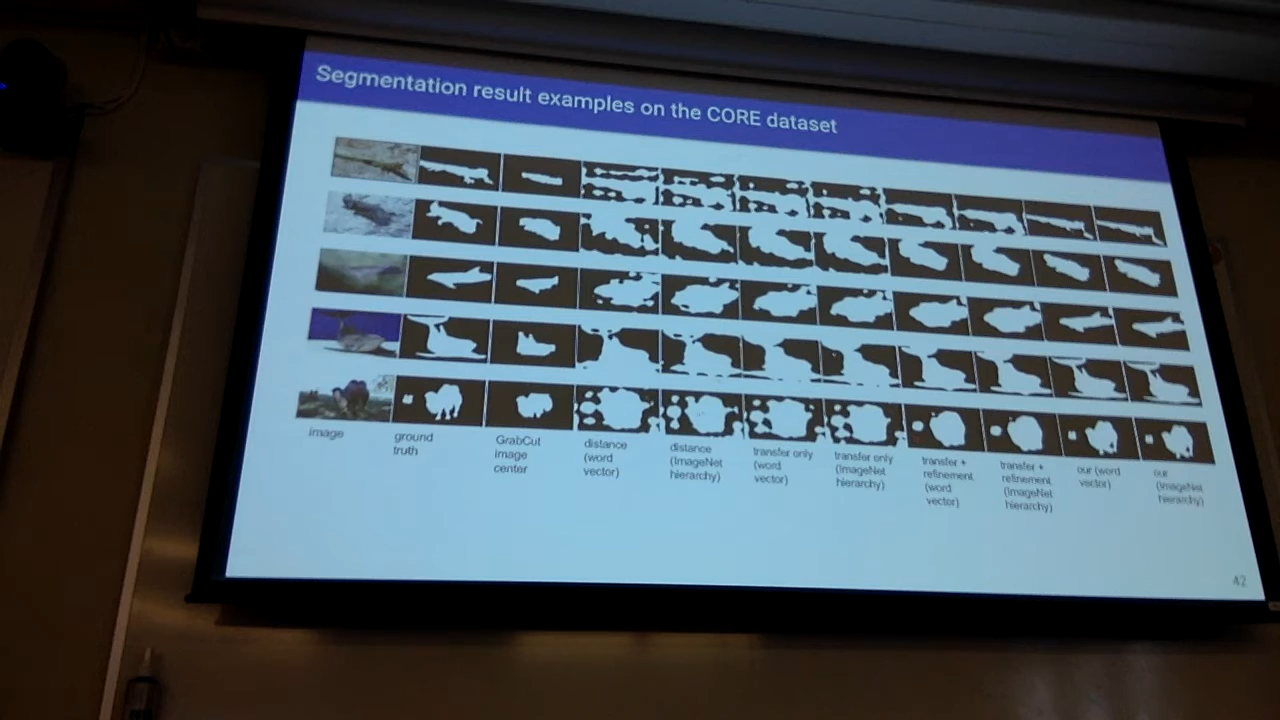 Segmentation result examples on the CORE dataset
image
ground
truth
GrabCut
image
center
distance
(word
vector)
distance
(ImageNet
hierarchy)
transfer only
(word
vector)
transfer only
(ImageNet
hierarchy)
transfer +
refinement
(word
vector)
transfer +
refinement
(ImageNet
hierarchy)
our (word
vector)
our
(ImageNet
hierarchy)
42